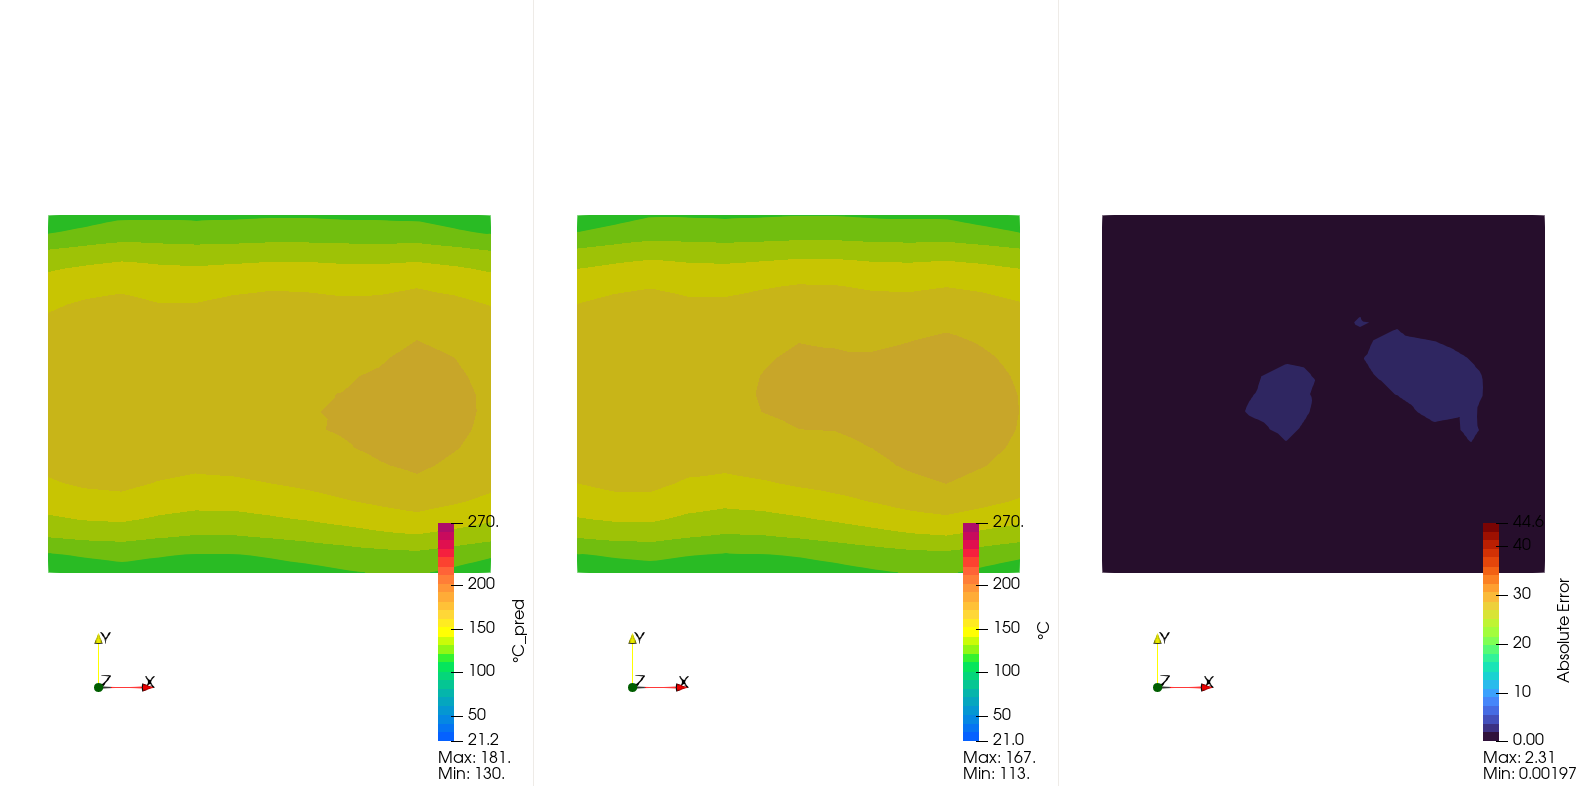 270.
200
150
100
50
21.2
°C_pred
Max: 181.
Min: 130.
Y
Z
X
270.
200
150
100
50
21.0
°C
Max: 167.
Min: 113.
Y
Z
X
44.6
40
30
20
10
0.00
Absolute Error
Max: 2.31
Min: 0.00197
Y
Z
X